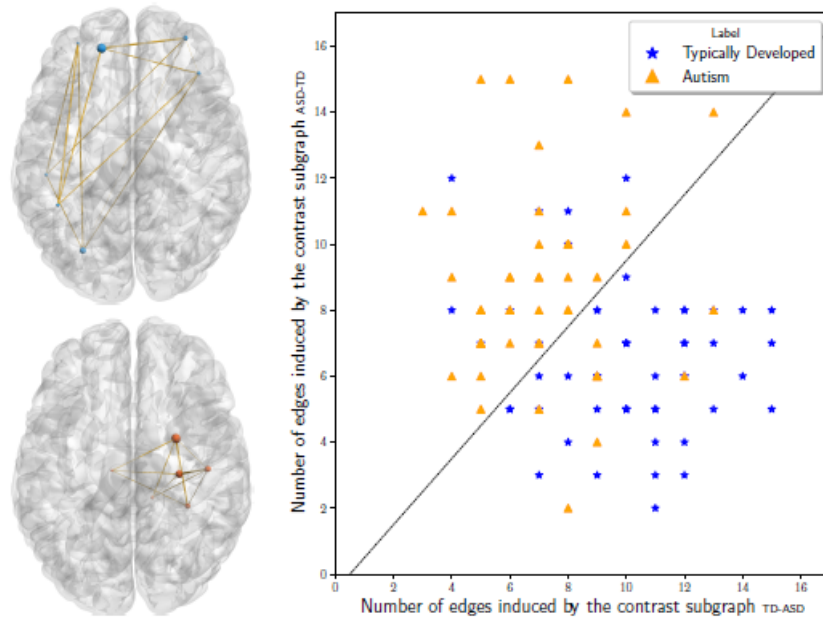 Label
Typically Developed
Autism
Number of edges induced by the contrast subgraph ASD-TD
16
14
12
10
8
6
4
2
0
0 2 4 6 8 10 12 14 16
Number of edges induced by the contrast subgraph TD-ASD